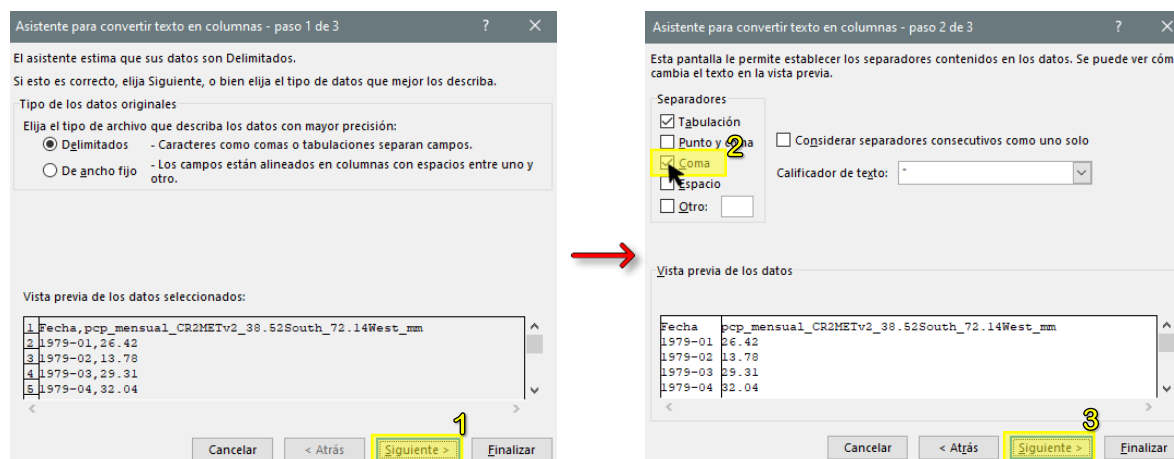 Asistente para convertir texto en columnas - paso 1 de 3 ? ×
El asistente estima que sus datos son Delimitados.
Si esto es correcto, elija Siguiente, o bien elija el tipo de datos que mejor los describa.
Tipo de los datos originales
Elija el tipo de archivo que describa los datos con mayor precisión:
Delimitados - Caracteres como comas o tabulaciones separan campos.
De ancho fijo - Los campos están alineados en columnas con espacios entre uno y
otro.
Vista previa de los datos seleccionados:
1 Fecha,pcp_mensual_CR2METv2_38.52South_72.14West_mm
2 1979-01,26.42
3 1979-02,13.78
4 1979-03,29.31
5 1979-04,32.04
1
Cancelar < Atrás Siguiente > Finalizar
Asistente para convertir texto en columnas - paso 2 de 3 ? ×
Esta pantalla le permite establecer los separadores contenidos en los datos. Se puede ver cóm
cambia el texto en la vista previa.
Separadores
Tabulación
Punto y coma
2
Coma
Espacio
Otro:
Considerar separadores consecutivos como uno solo
Calificador de texto: "
Vista previa de los datos
Fecha pcp_mensual_CR2METv2_38.52South_72.14West_mm
1979-01 26.42
1979-02 13.78
1979-03 29.31
1979-04 32.04
3
Cancelar < Atrás Siguiente > Finalizar